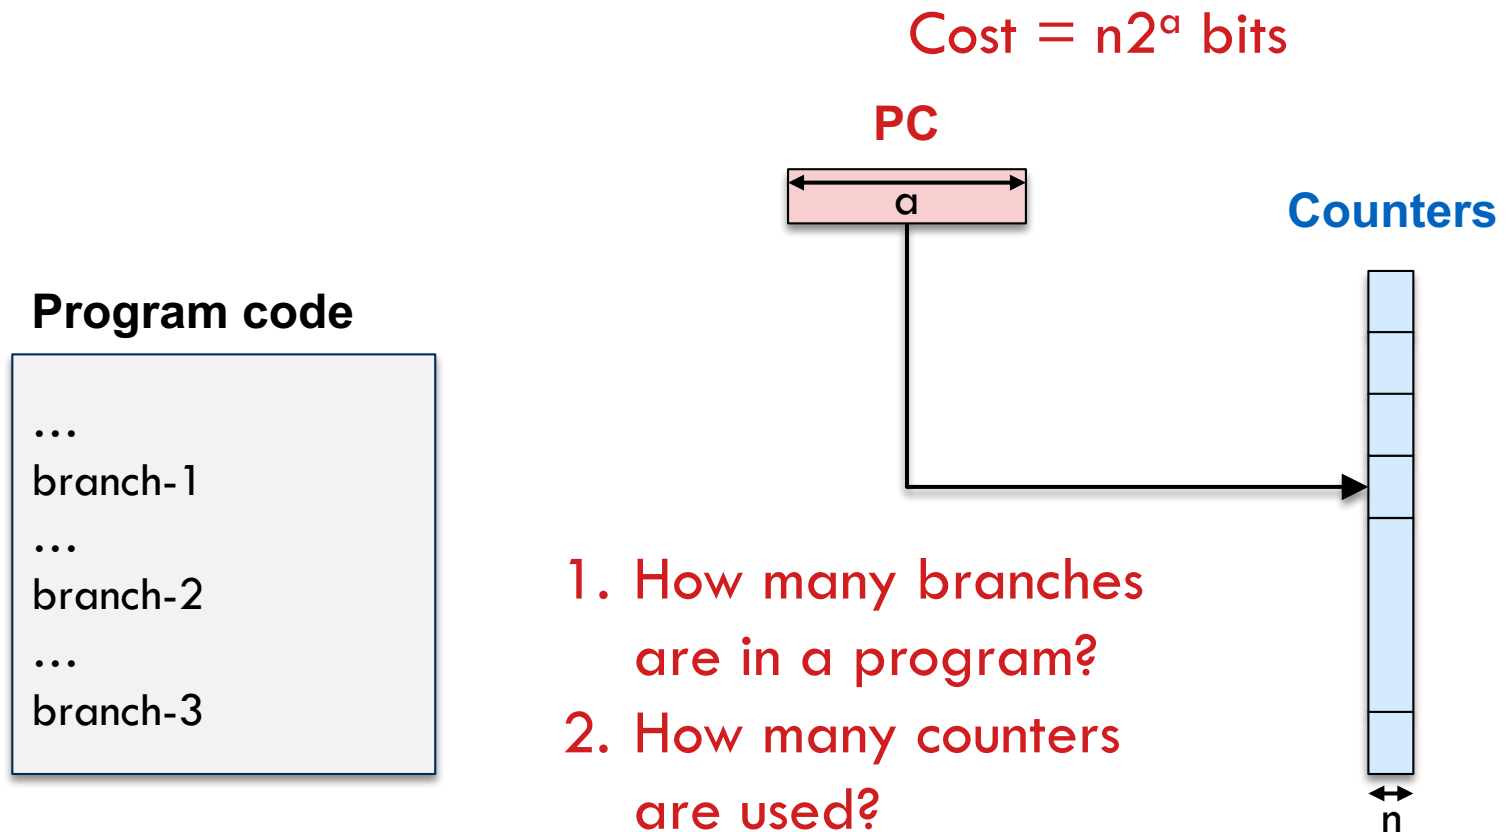 Cost = n2ᵃ bits
PC
a
Counters
Program code
...
branch-1
...
branch-2
...
branch-3
1. How many branches
are in a program?
2. How many counters
are used?
n